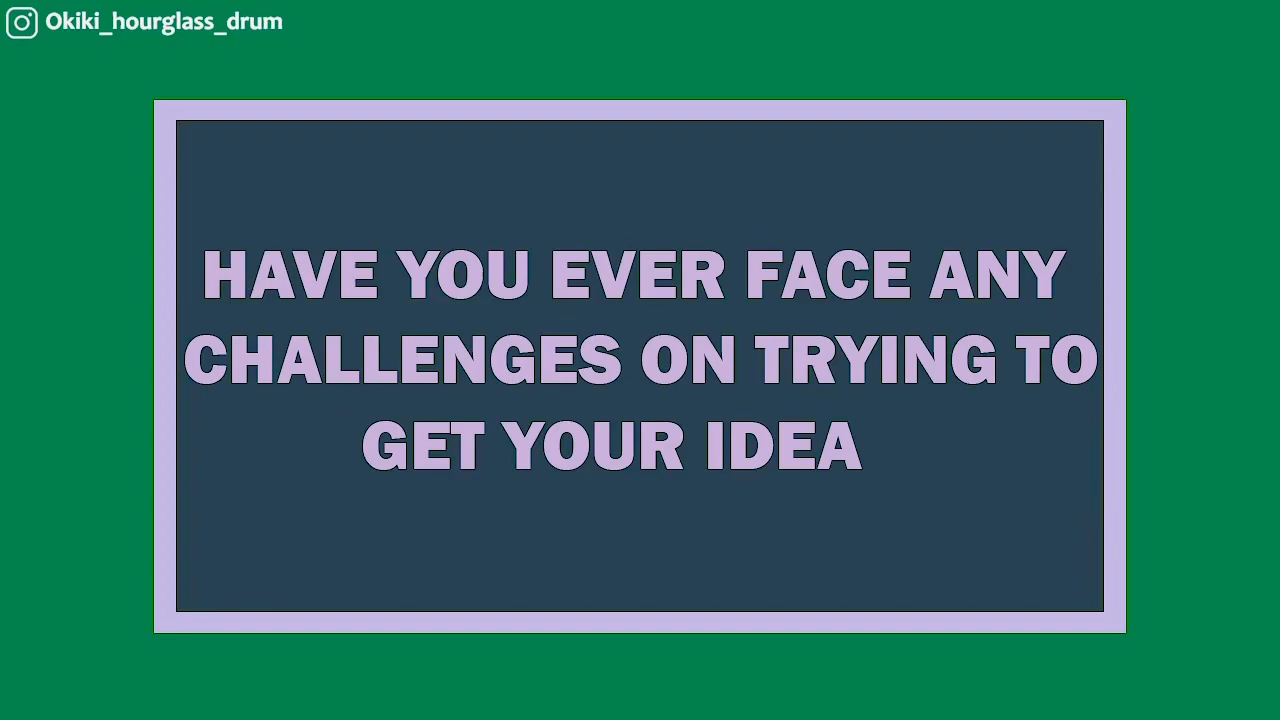 Okiki_hourglass_drum
HAVE YOU EVER FACE ANY
CHALLENGES ON TRYING TO
GET YOUR IDEA